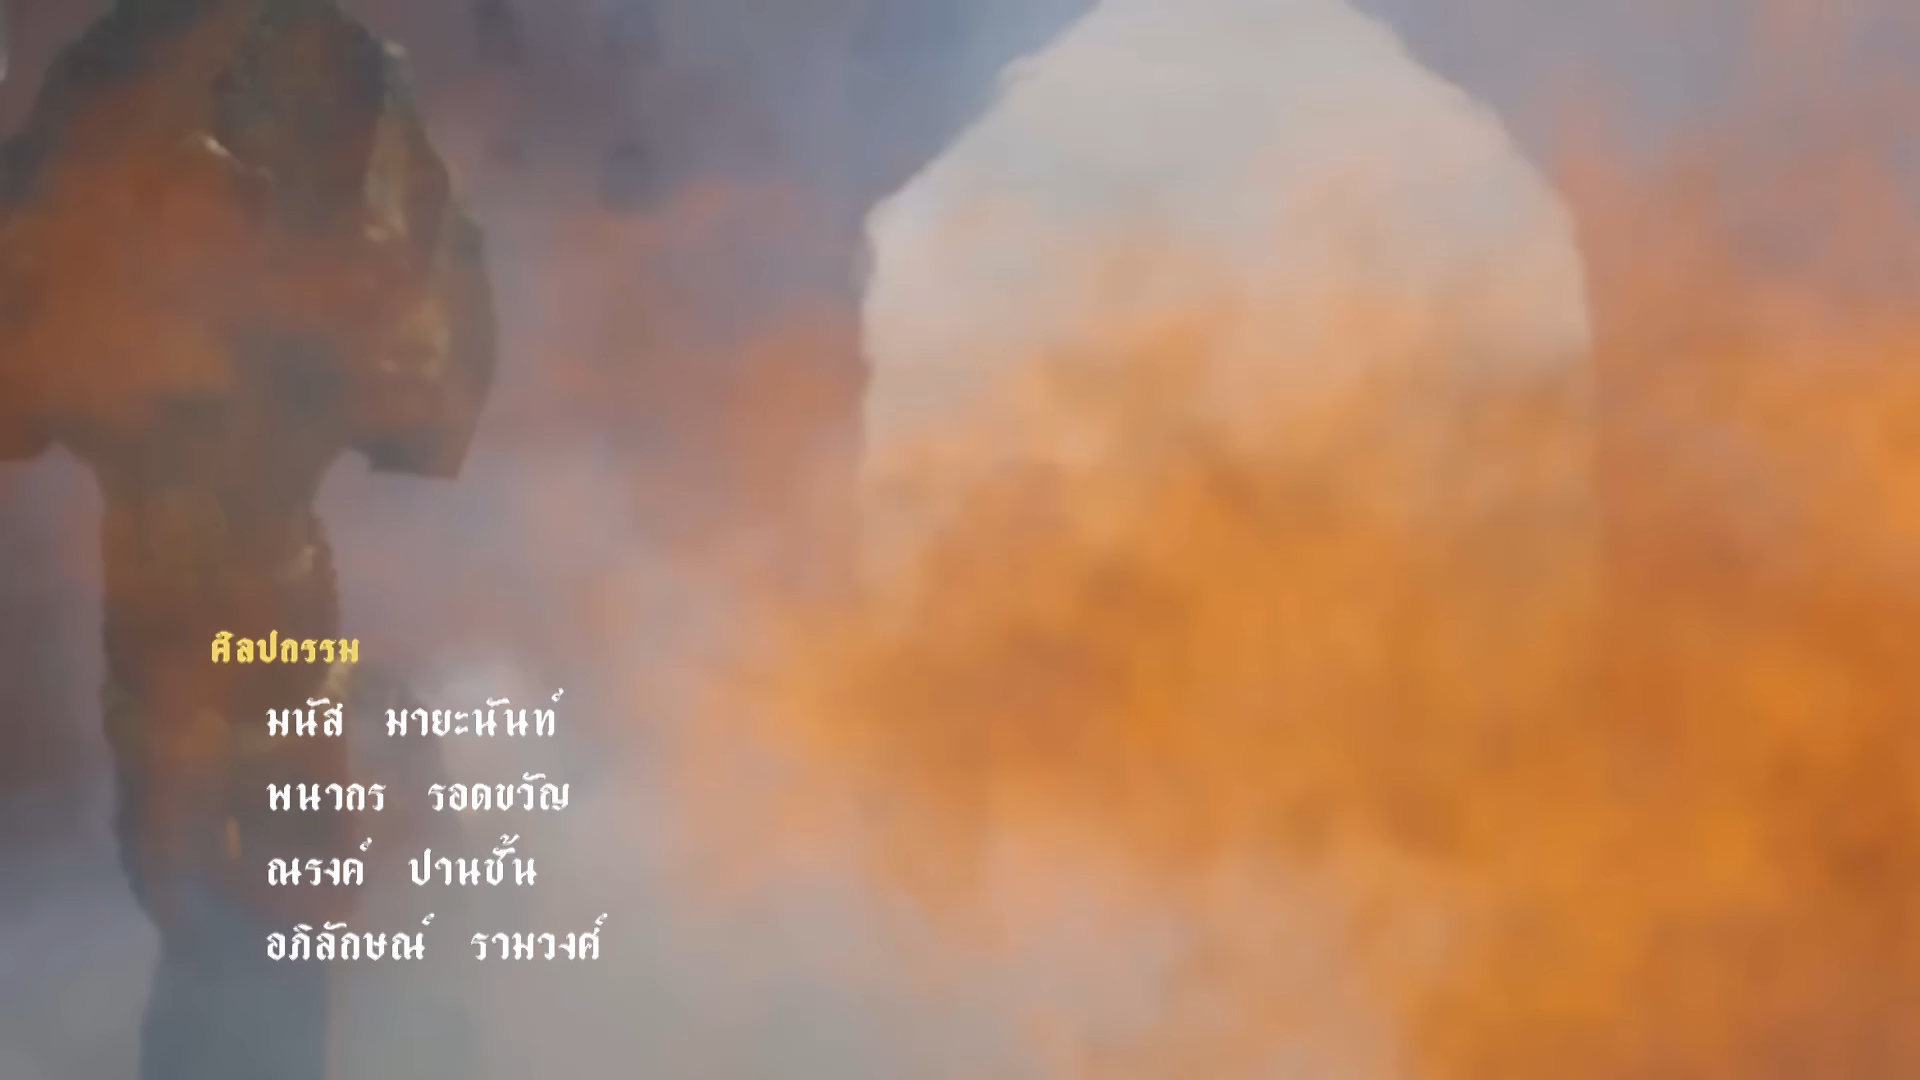 ศิลปกรรม
มนัส มายะนันท์
พนากร รอดขวัญ
ณรงค์ ปานชั้น
อภิลักษณ์ รามวงศ์